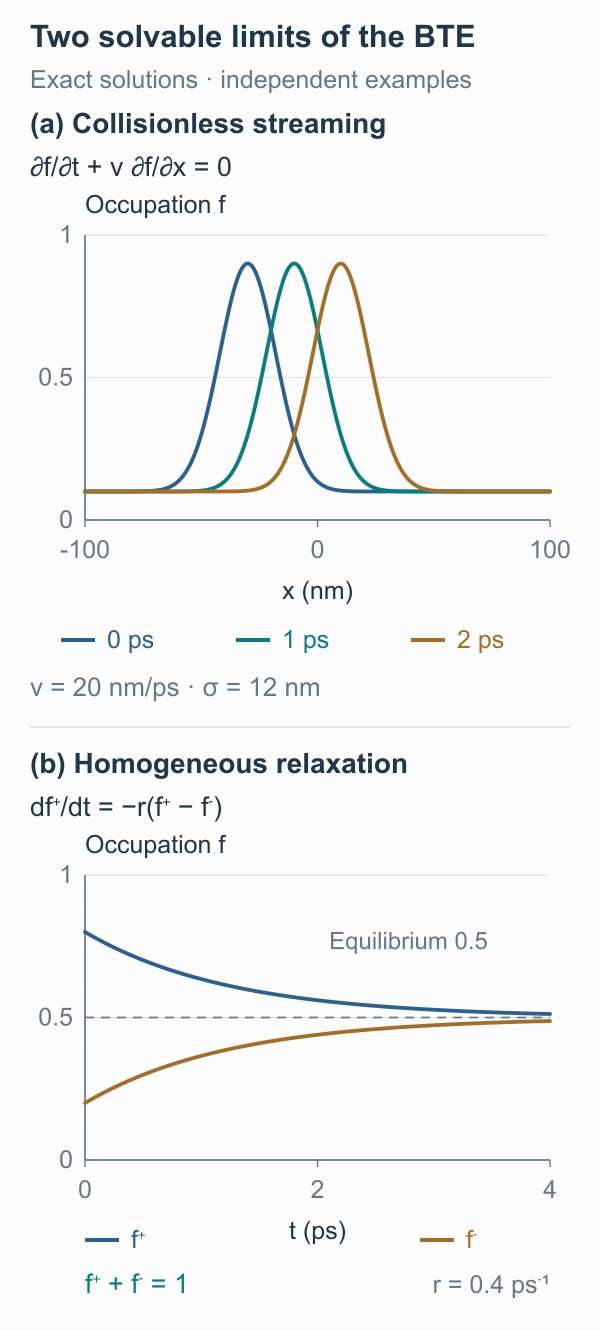 Two solvable limits of the BTE
Exact solutions · independent examples
(a) Collisionless streaming
∂f/∂t + v ∂f/∂x = 0
Occupation f
1
0.5
0
-100 0 100
x (nm)
0 ps 1 ps 2 ps
v = 20 nm/ps · σ = 12 nm
(b) Homogeneous relaxation
df⁺/dt = −r(f⁺ − f⁻)
Occupation f
1
Equilibrium 0.5
0.5
0
0 2 4
t (ps)
f⁺ f⁻
f⁺ + f⁻ = 1 r = 0.4 ps⁻¹